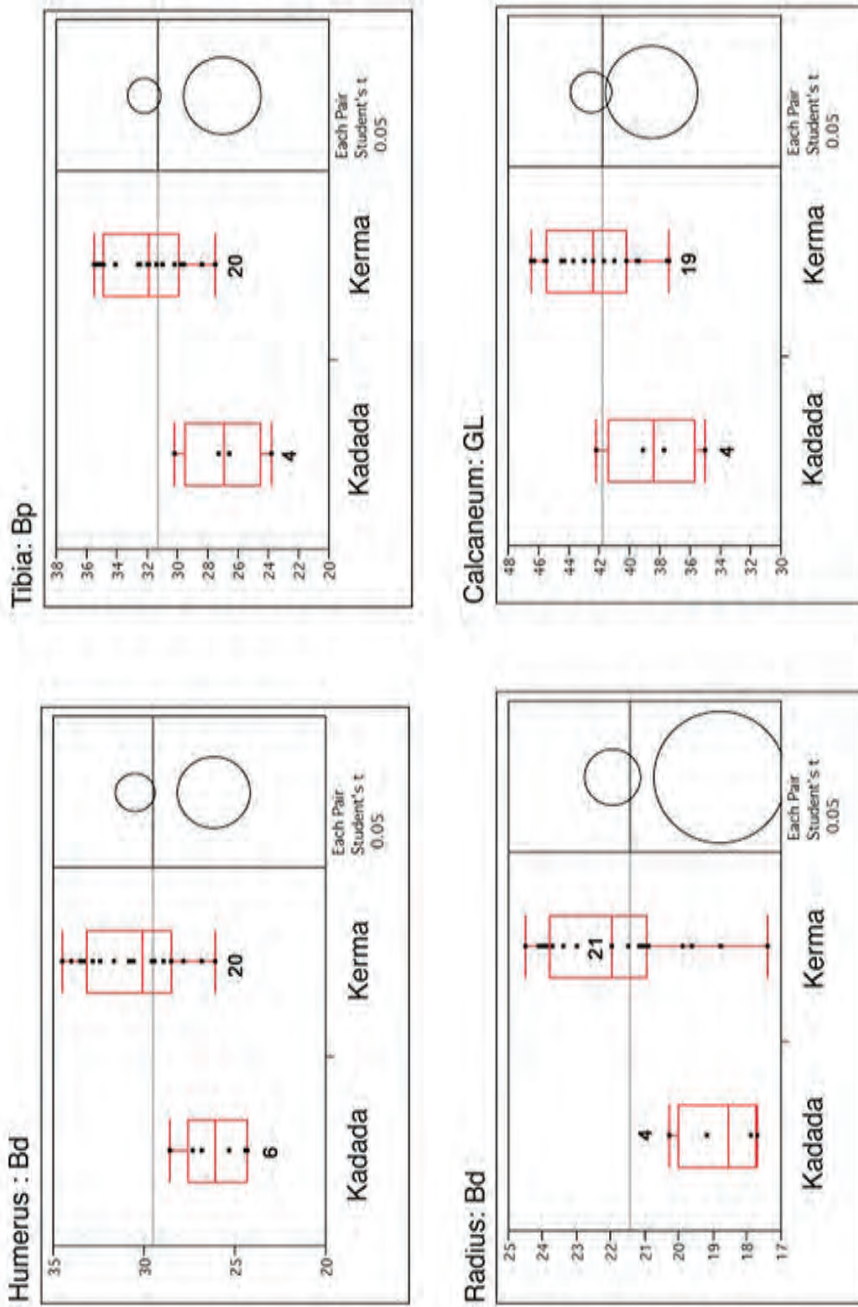 Humerus : Bd
35
30
25
20
6
20
Kadada
Kerma
Each Pair
Student's t
0.05
Tibia: Bp
38
36
34
32
30
28
26
24
22
20
4
20
Kadada
Kerma
Each Pair
Student's t
0.05
Radius: Bd
25
24
23
22
21
20
19
18
17
4
21
Kadada
Kerma
Each Pair
Student's t
0.05
Calcaneum: GL
48
46
44
42
40
38
36
34
32
30
4
19
Kadada
Kerma
Each Pair
Student's t
0.05